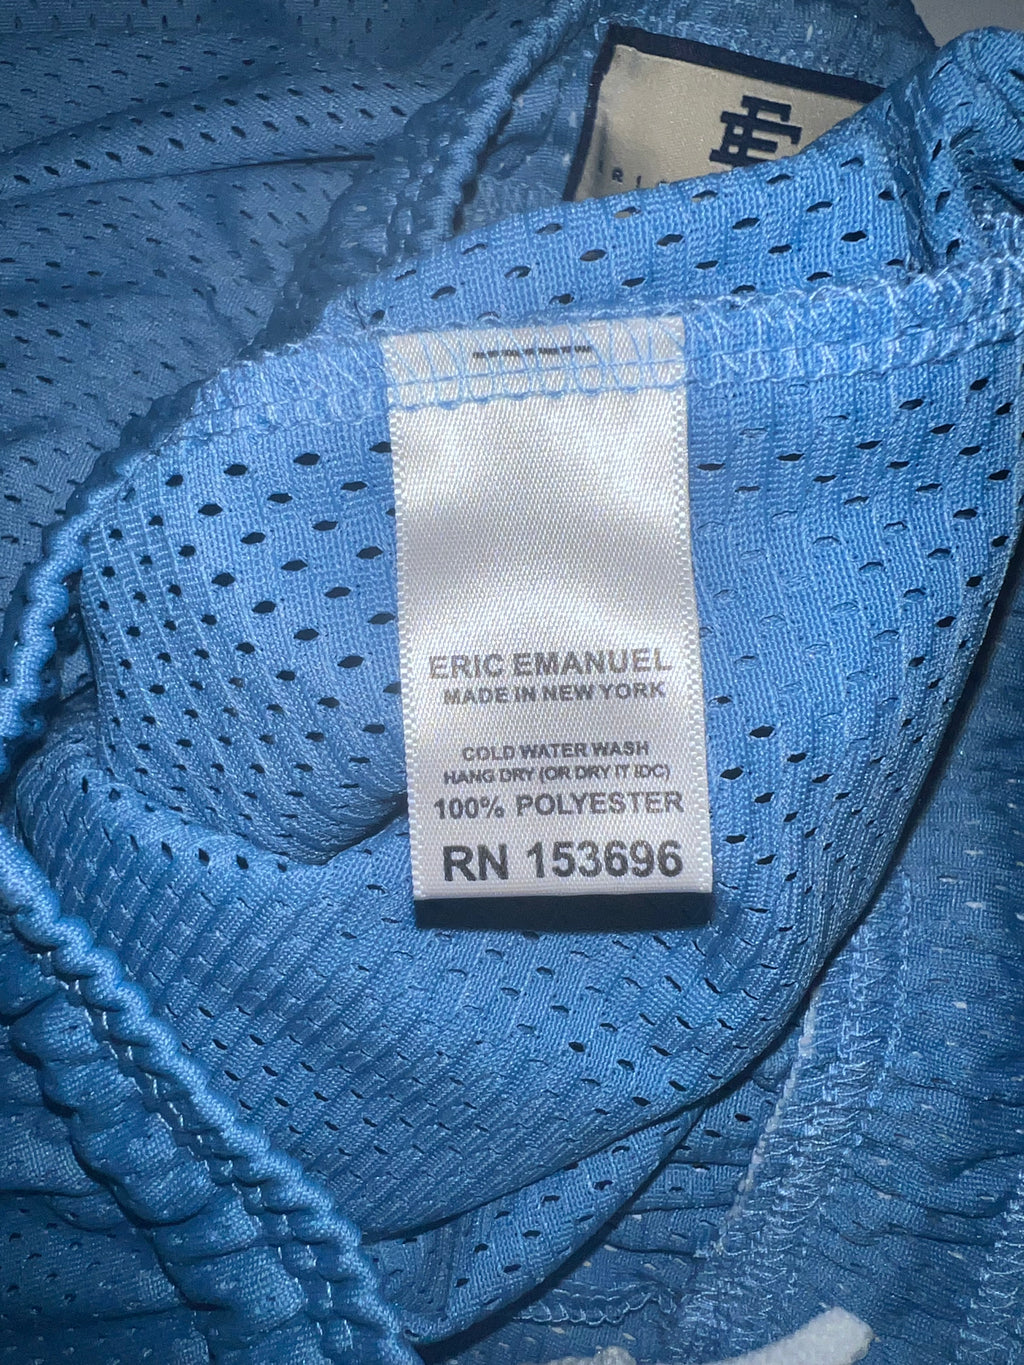 ERIC EMANUEL
MADE IN NEW YORK
COLD WATER WASH
HANG DRY (OR DRY IT IDC)
100% POLYESTER
RN 153696